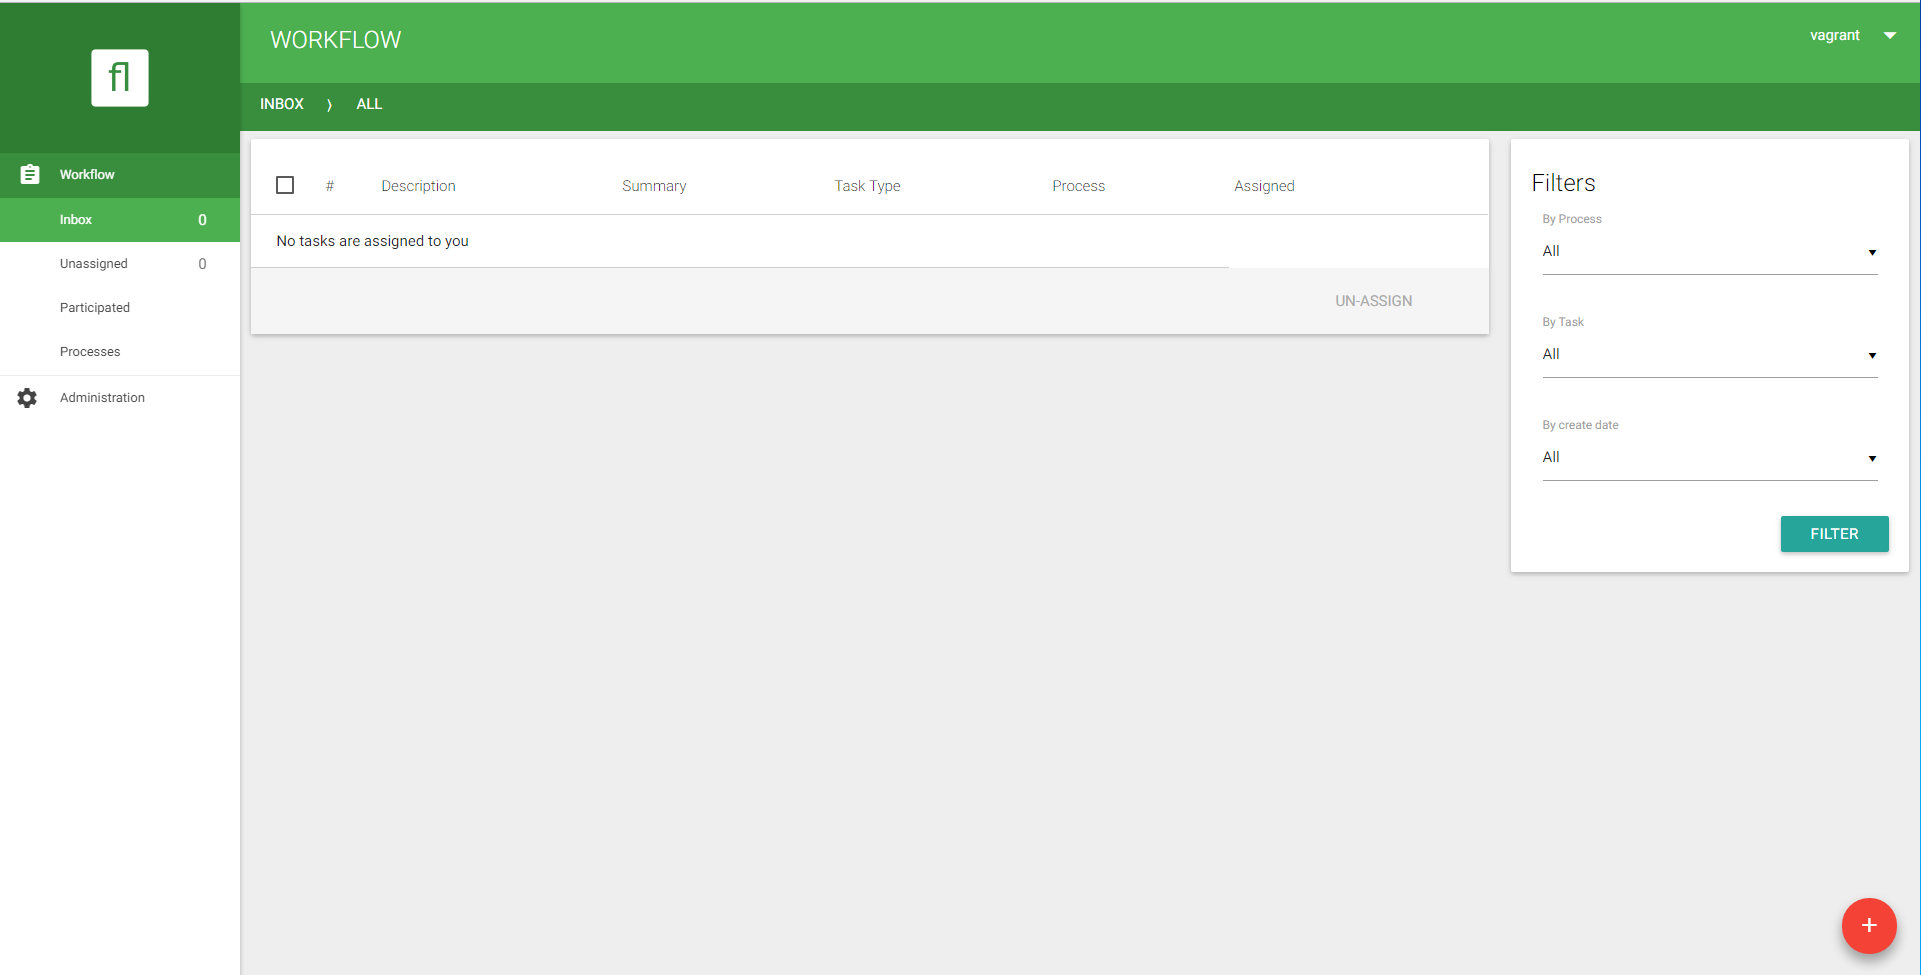 fl
WORKFLOW
vagrant
INBOX ⟩ ALL
Workflow
Inbox 0
Unassigned 0
Participated
Processes
Administration
# Description Summary Task Type Process Assigned
No tasks are assigned to you
UN-ASSIGN
Filters
By Process
All
By Task
All
By create date
All
FILTER
+